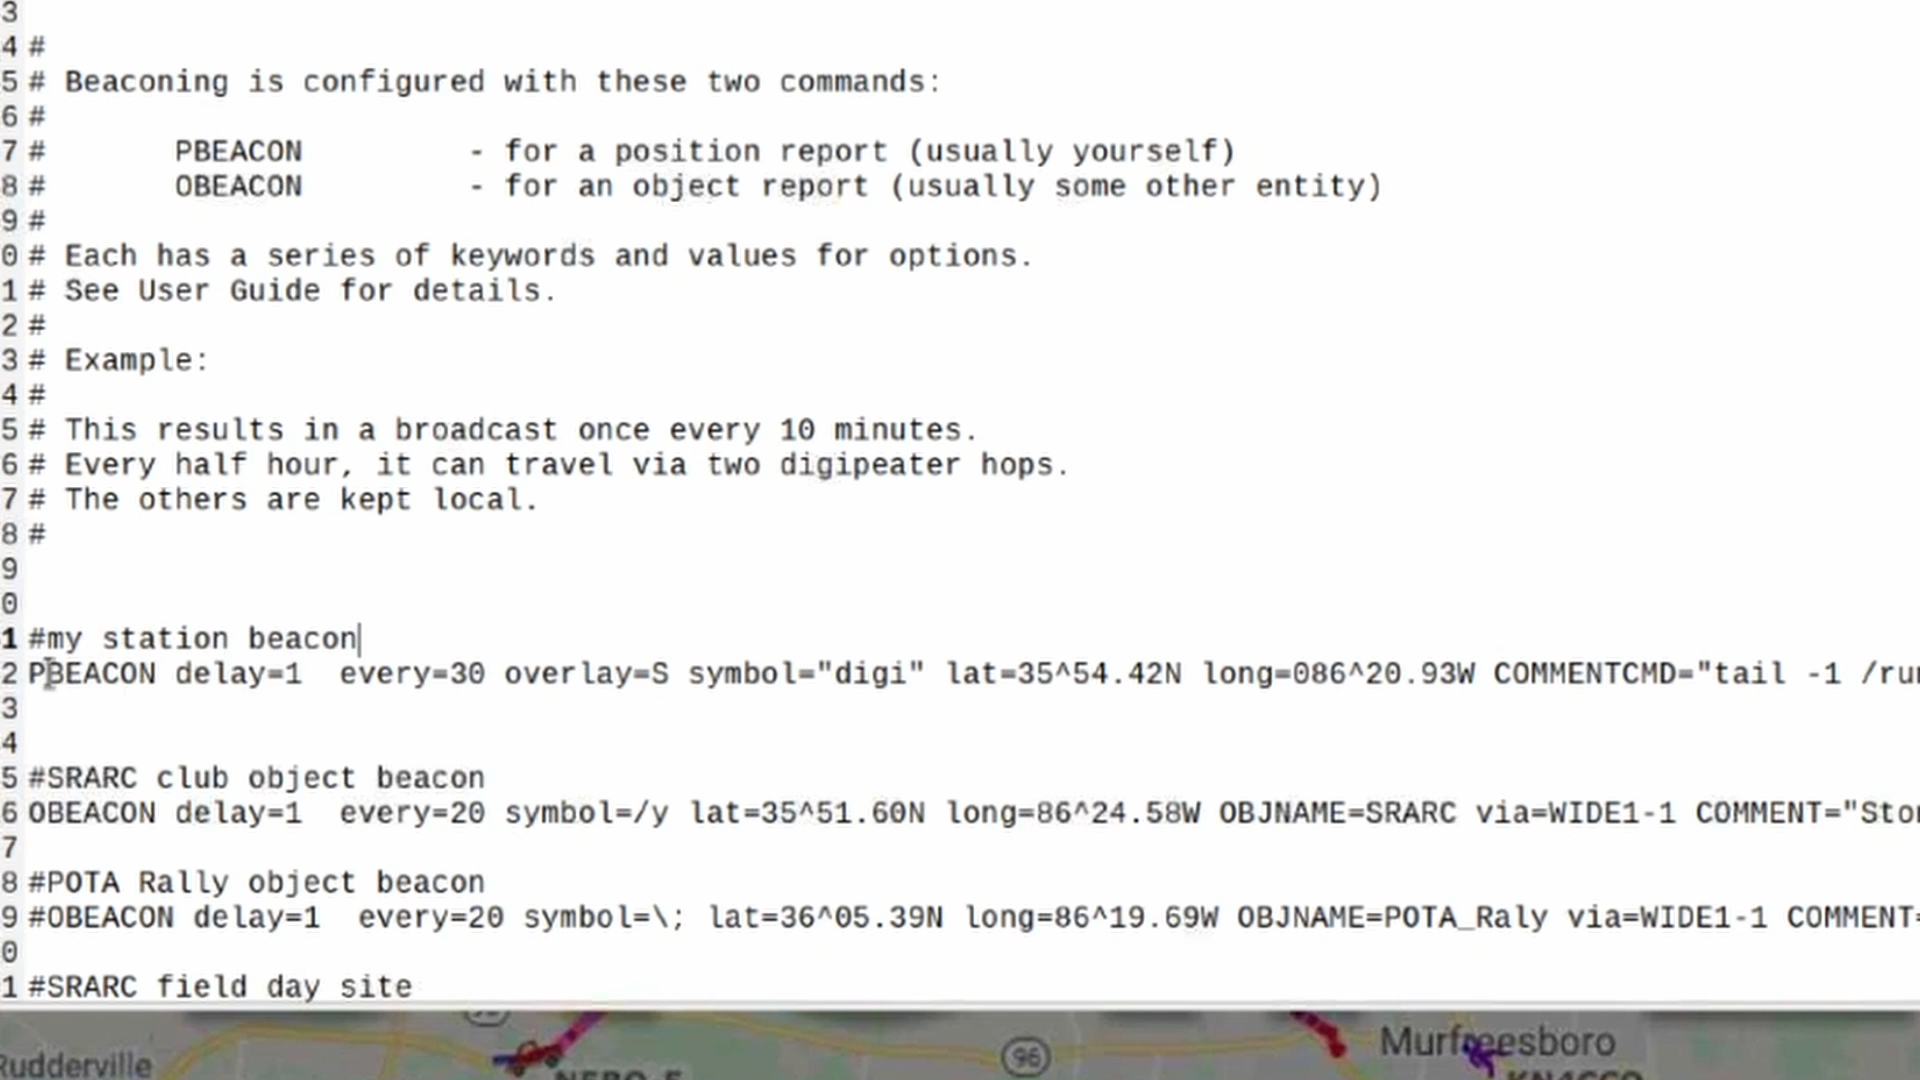 3
4 #
5 # Beaconing is configured with these two commands:
6 #
7 # PBEACON - for a position report (usually yourself)
8 # OBEACON - for an object report (usually some other entity)
9 #
0 # Each has a series of keywords and values for options.
1 # See User Guide for details.
2 #
3 # Example:
4 #
5 # This results in a broadcast once every 10 minutes.
6 # Every half hour, it can travel via two digipeater hops.
7 # The others are kept local.
8 #
9
0
1 #my station beacon
2 PBEACON delay=1 every=30 overlay=S symbol="digi" lat=35^54.42N long=086^20.93W COMMENTCMD="tail -1 /run
3
4
5 #SRARC club object beacon
6 OBEACON delay=1 every=20 symbol=/y lat=35^51.60N long=86^24.58W OBJNAME=SRARC via=WIDE1-1 COMMENT="Ston
7
8 #POTA Rally object beacon
9 #OBEACON delay=1 every=20 symbol=\; lat=36^05.39N long=86^19.69W OBJNAME=POTA_Raly via=WIDE1-1 COMMENT=
0
1 #SRARC field day site
96
Murfreesboro
Rudderville